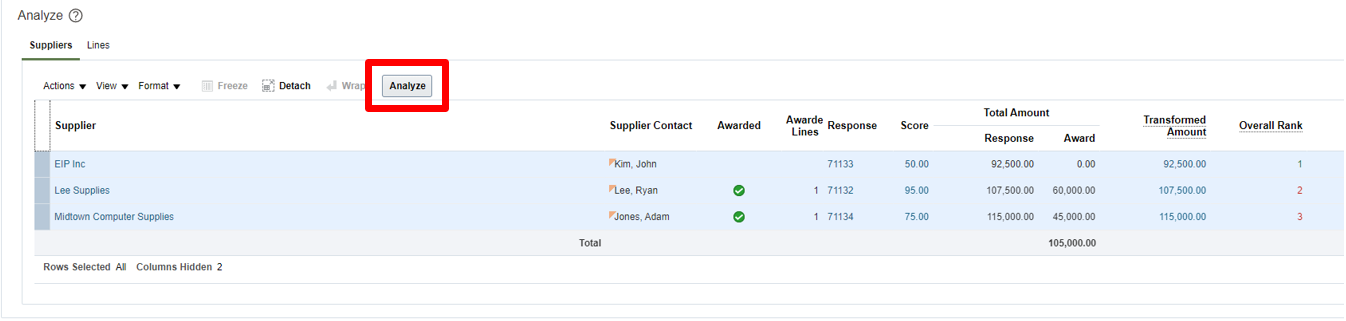 Analyze ?
Suppliers Lines
Actions View Format Freeze Detach Wrap Analyze
Supplier Supplier Contact Awarded Awarde Lines Response Score Total Amount Response Award Transformed Amount Overall Rank
EIP Inc Kim, John 71133 50.00 92,500.00 0.00 92,500.00 1
Lee Supplies Lee, Ryan 1 71132 95.00 107,500.00 60,000.00 107,500.00 2
Midtown Computer Supplies Jones, Adam 1 71134 75.00 115,000.00 45,000.00 115,000.00 3
Total 105,000.00
Rows Selected All Columns Hidden 2